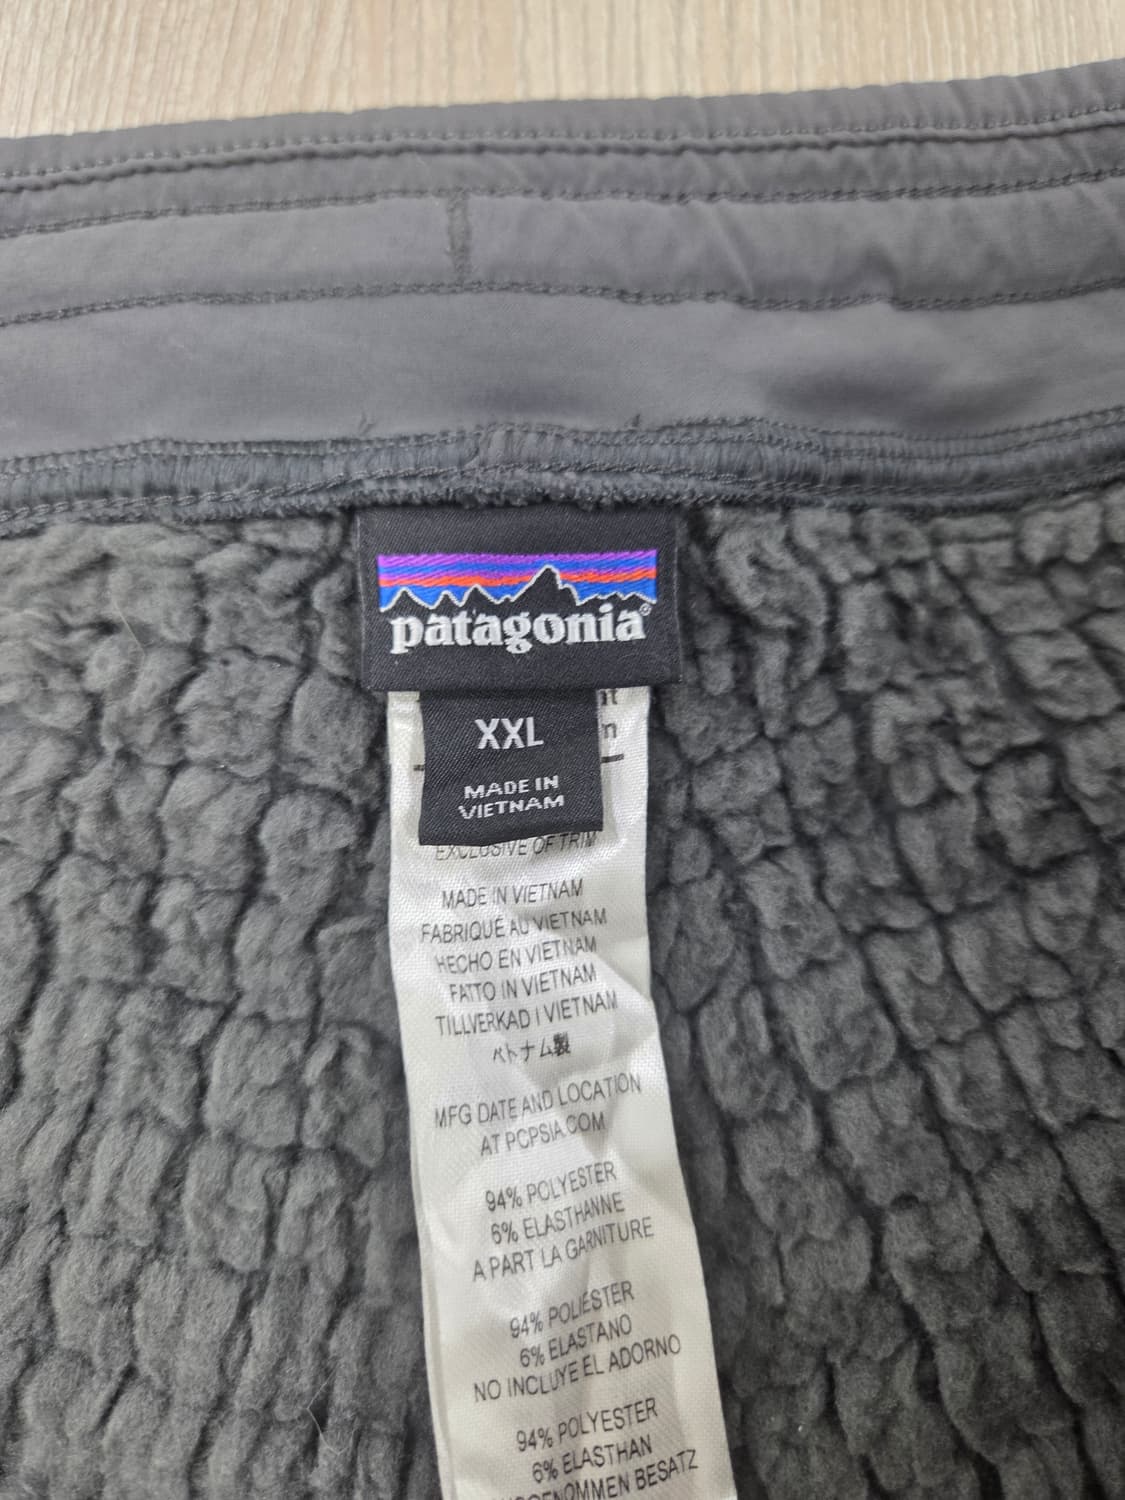 patagonia®
XXL
MADE IN
VIETNAM
EXCLUSIVE OF TRIM
MADE IN VIETNAM
FABRIQUÉ AU VIETNAM
HECHO EN VIETNAM
FATTO IN VIETNAM
TILLVERKAD I VIETNAM
ベトナム製
MFG DATE AND LOCATION
AT PCPSIA.COM
94% POLYESTER
6% ELASTHANNE
A PART LA GARNITURE
94% POLIÉSTER
6% ELASTANO
NO INCLUYE EL ADORNO
94% POLYESTER
6% ELASTHAN
BESATZ